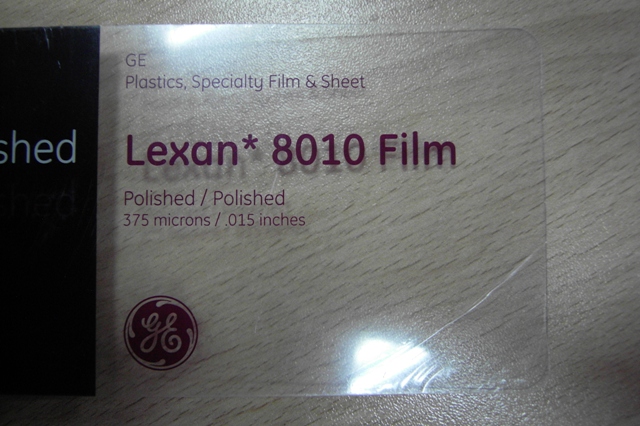 shed
GE
Plastics, Specialty Film & Sheet
Lexan* 8010 Film
Polished / Polished
375 microns / .015 inches
GE